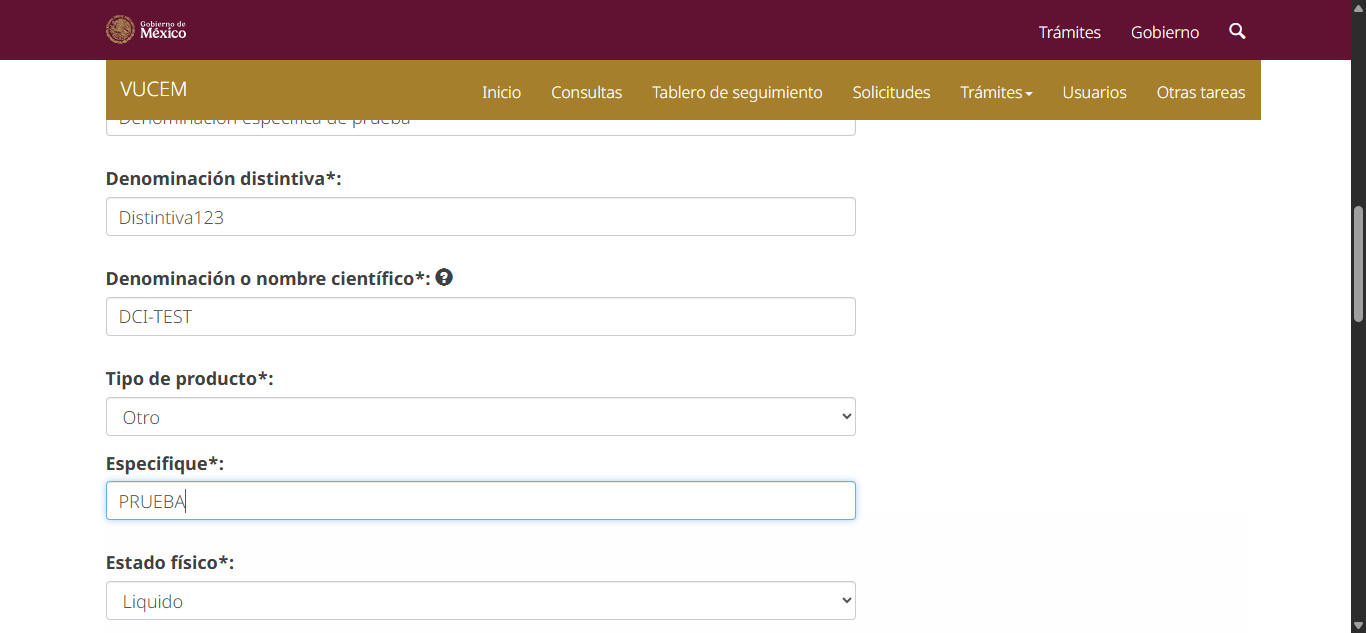 Gobierno de
México
Trámites
Gobierno
VUCEM
Inicio
Consultas
Tablero de seguimiento
Solicitudes
Trámites
Usuarios
Otras tareas
Denominación específica de prueba
Denominación distintiva*:
Distintiva123
Denominación o nombre científico*:
DCI-TEST
Tipo de producto*:
Otro
Especifique*:
PRUEBA
Estado físico*:
Liquido